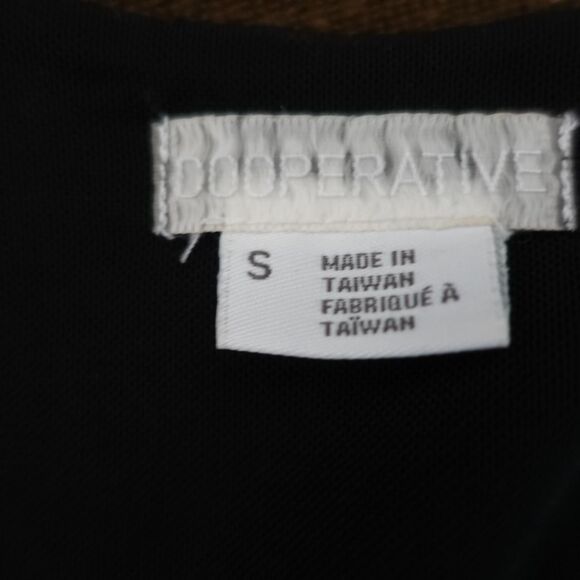 COOPERATIVE
S
MADE IN
TAIWAN
FABRIQUÉ À
TAÏWAN